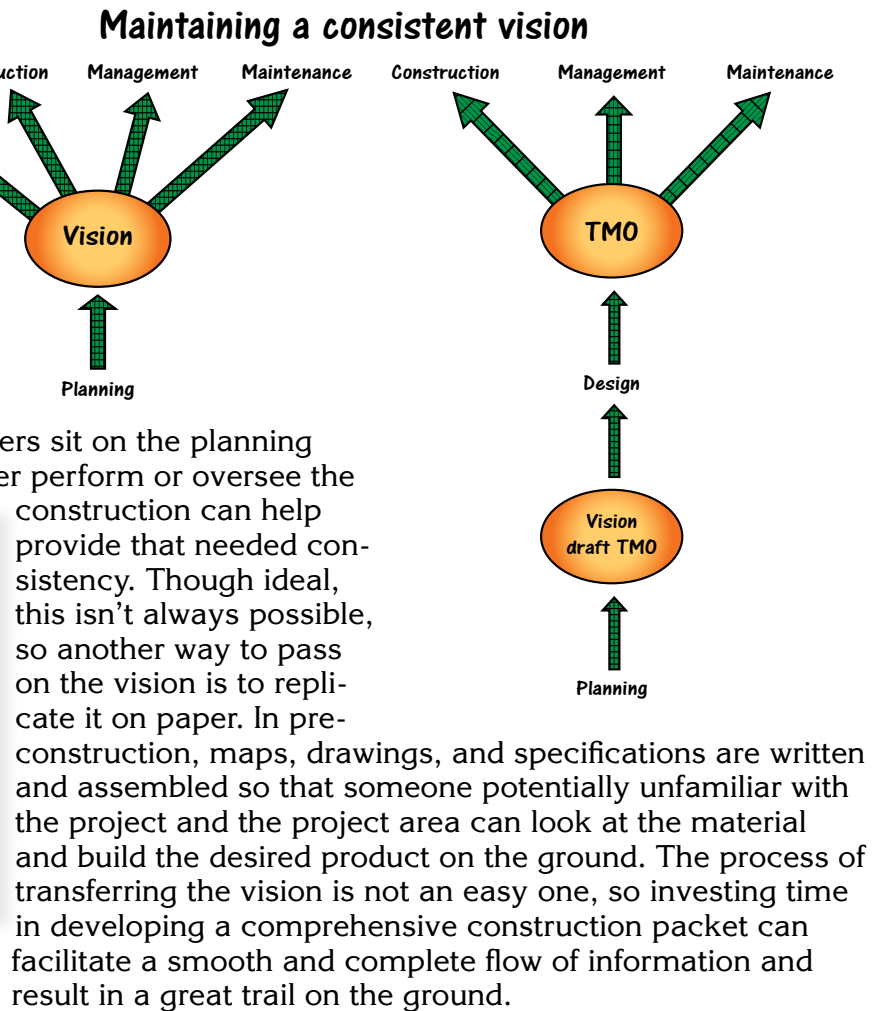 Maintaining a consistent vision
Management Maintenance Construction Management Maintenance
Vision
TMO
Planning
Design
Vision
draft TMO
Planning
sit on the planning
perform or oversee the
construction can help
provide that needed con-
sistency. Though ideal,
this isn’t always possible,
so another way to pass
on the vision is to repli-
cate it on paper. In pre-
construction, maps, drawings, and specifications are written
and assembled so that someone potentially unfamiliar with
the project and the project area can look at the material
and build the desired product on the ground. The process of
transferring the vision is not an easy one, so investing time
in developing a comprehensive construction packet can
facilitate a smooth and complete flow of information and
result in a great trail on the ground.